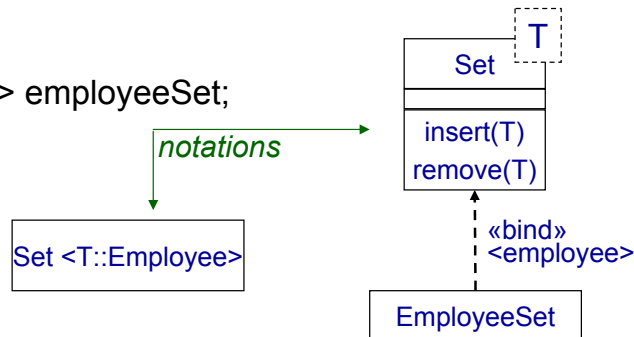 T
Set
> employeeSet;
insert(T)
remove(T)
notations
Set <T::Employee>
«bind»
<employee>
EmployeeSet